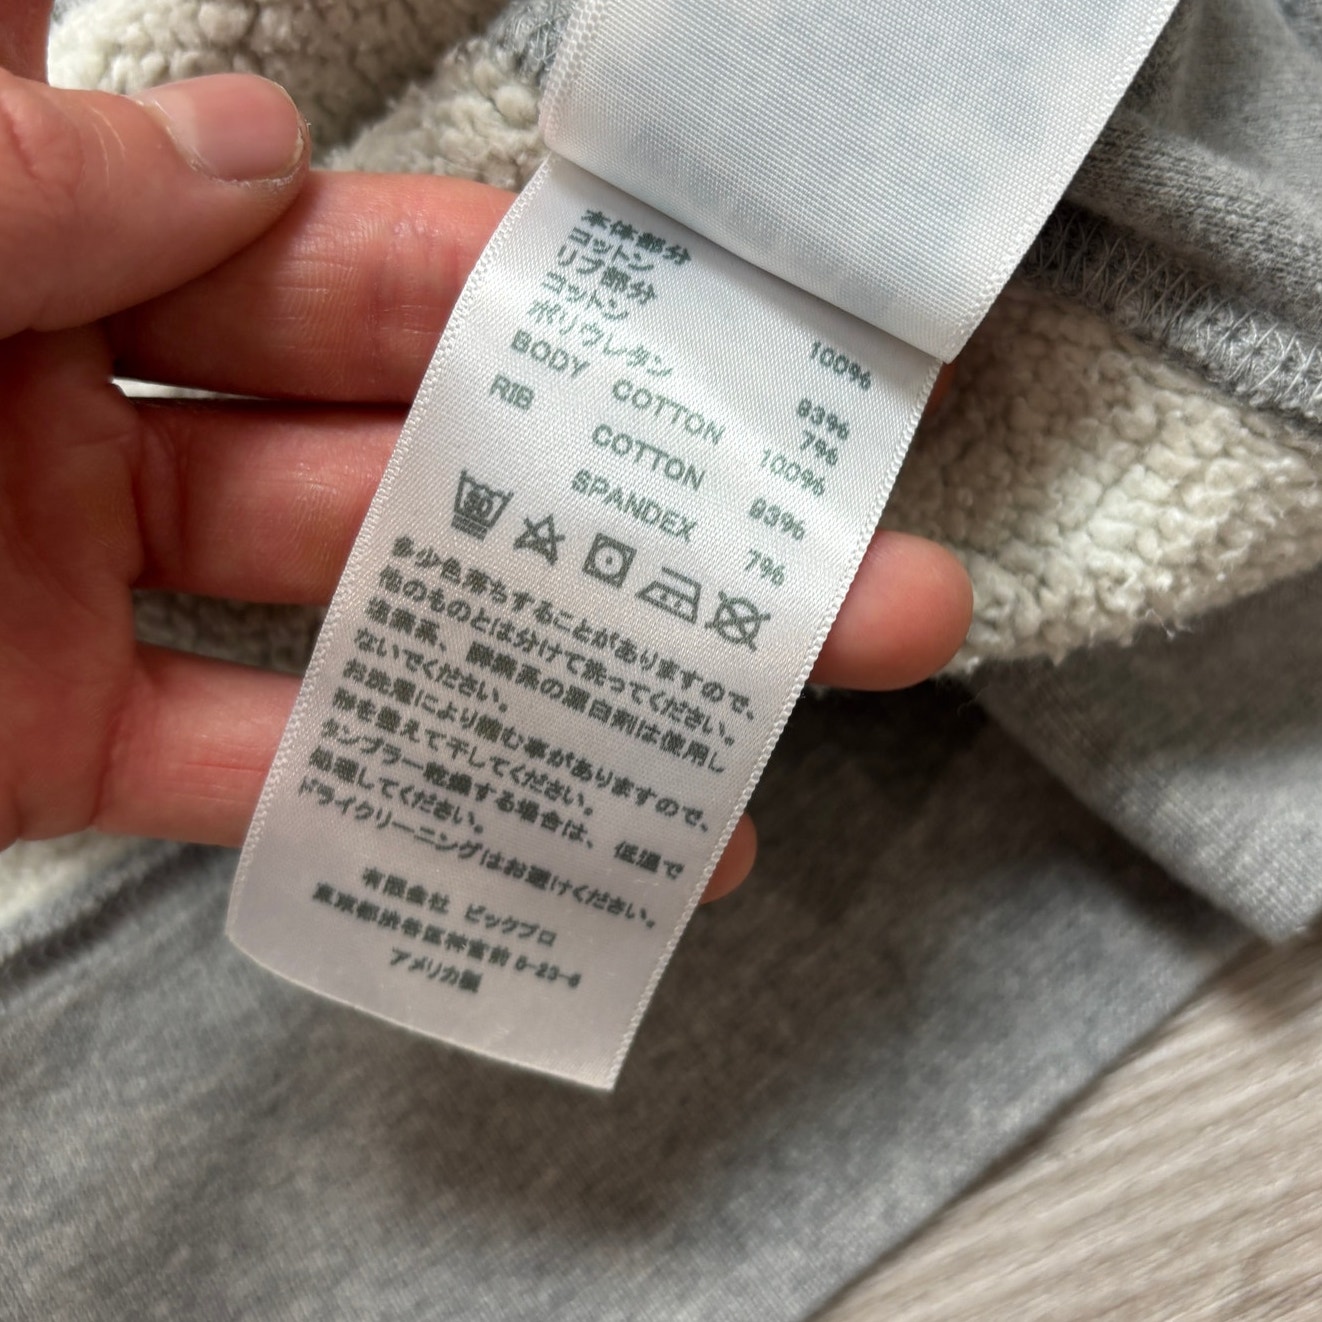 本体部分
コットン 100%
リブ部分
コットン 93%
ポリウレタン 7%
BODY COTTON 100%
RIB COTTON 93%
SPANDEX 7%
30
多少色落ちすることがありますので、
他のものとは分けて洗ってください。
塩素系、酸素系の漂白剤は使用し
ないでください。
お洗濯により縮む事がありますので、
形を整えて干してください。
タンブラー乾燥する場合は、低温で
処理してください。
ドライクリーニングはお避けください。
有限会社 ビッグプロ
東京都渋谷区神宮前 6-23-6
アメリカ製